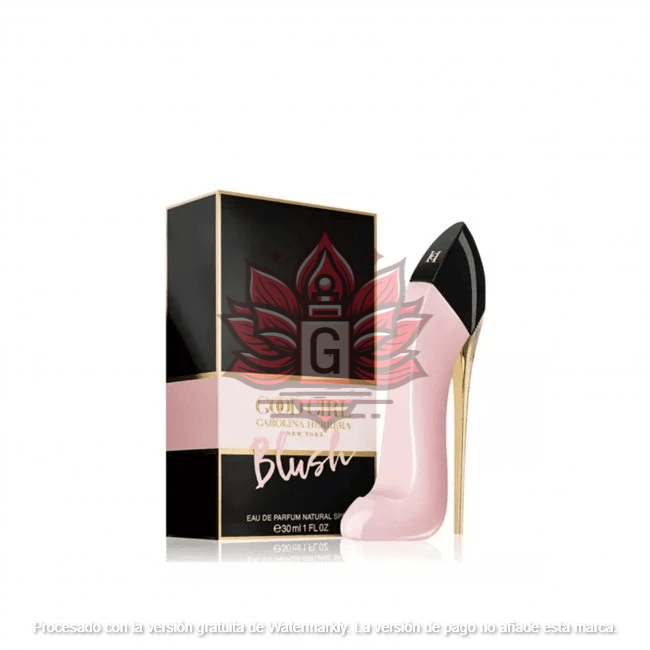 G
GOOD GIRL
CAROLINA HERRERA
NEW YORK
Blush
EAU DE PARFUM NATURAL
℮30 ml 1 FL OZ
Procesado con la versión gratuita de Watermarkly. La versión de pago no añade esta marca.